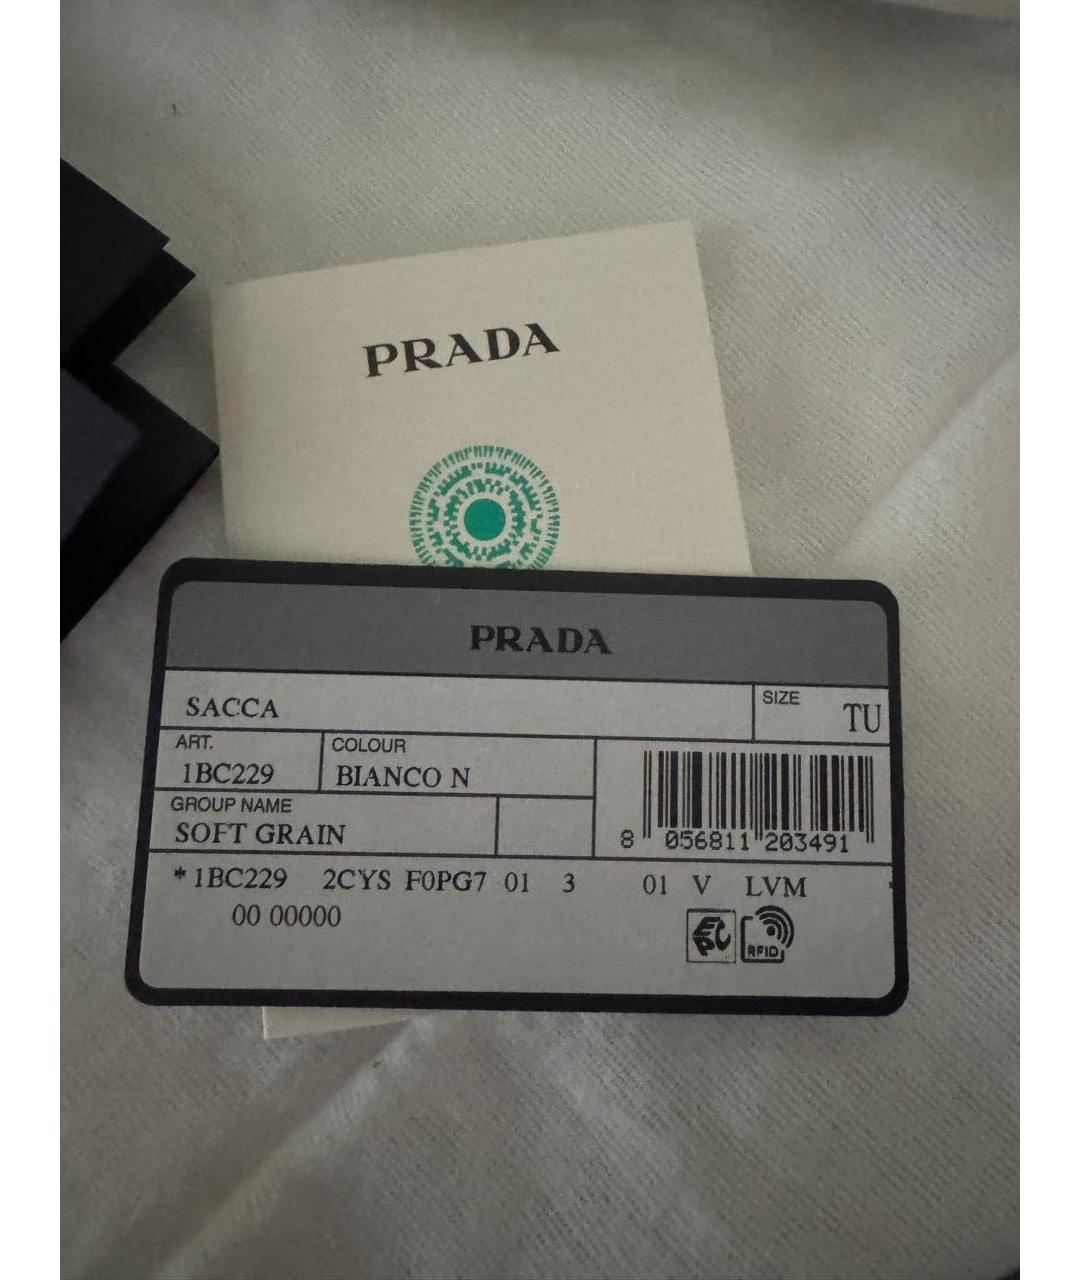 PRADA
PRADA
SACCA
SIZE
TU
ART.
1BC229
COLOUR
BIANCO N
GROUP NAME
SOFT GRAIN
8 056811 203491
*1BC229 2CYS F0PG7 01 3 01 V LVM
00 00000
EPC
RFID